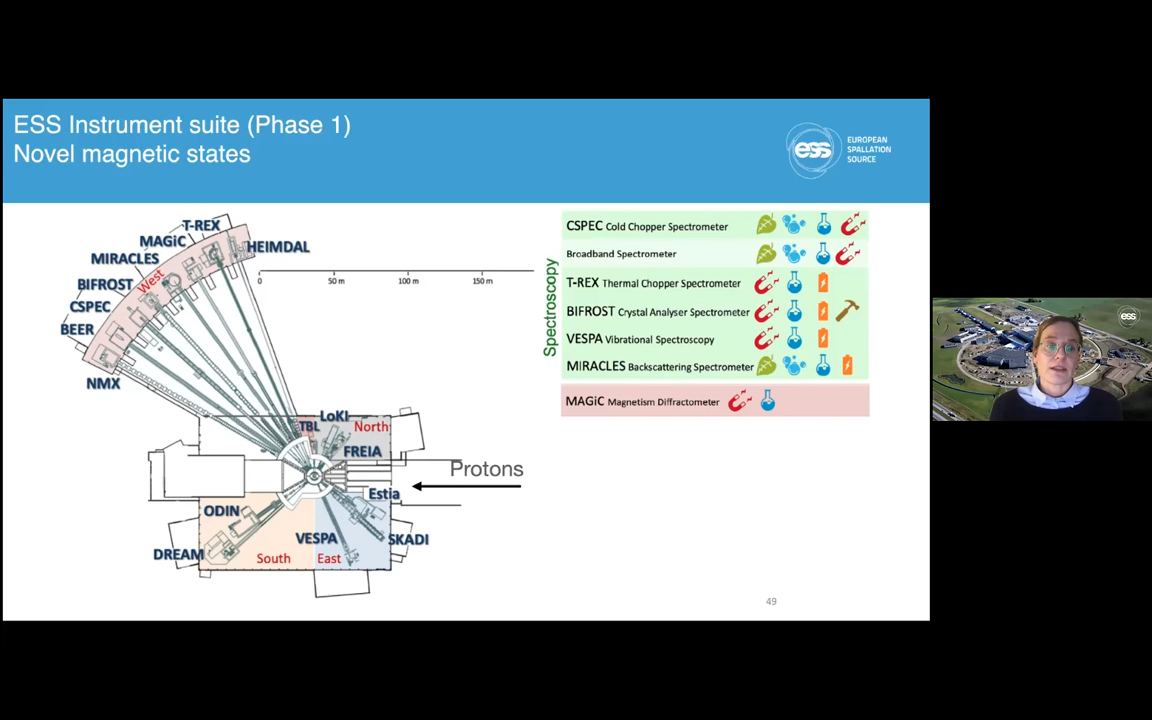 ESS Instrument suite (Phase 1)
Novel magnetic states
ess
EUROPEAN
SPALLATION
SOURCE
T-REX
MAGiC
HEIMDAL
MIRACLES
West
BIFROST
CSPEC
BEER
NMX
0
50 m
100 m
150 m
LoKI
TBL
North
FREIA
Protons
Estia
ODIN
VESPA
SKADI
DREAM
South
East
Spectroscopy
CSPEC Cold Chopper Spectrometer
Broadband Spectrometer
T-REX Thermal Chopper Spectrometer
BIFROST Crystal Analyser Spectrometer
VESPA Vibrational Spectroscopy
MIRACLES Backscattering Spectrometer
MAGiC Magnetism Diffractometer
49
ess